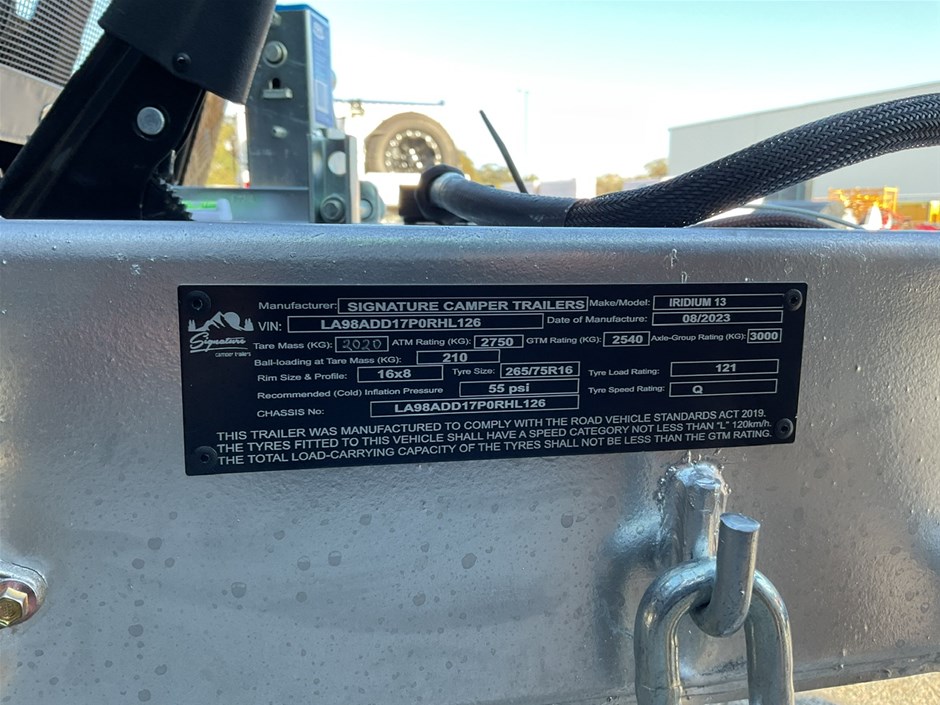 Manufacturer: SIGNATURE CAMPER TRAILERS Make/Model: IRIDIUM 13
VIN: LA98ADD17P0RHL126 Date of Manufacture: 08/2023
Signature
camper trailers
Tare Mass (KG): 2020 ATM Rating (KG): 2750 GTM Rating (KG): 2540 Axle-Group Rating (KG): 3000
Ball-loading at Tare Mass (KG): 210
Rim Size & Profile: 16x8 Tyre Size: 265/75R16 Tyre Load Rating: 121
Recommended (Cold) Inflation Pressure 55 psi Tyre Speed Rating: Q
CHASSIS No: LA98ADD17P0RHL126
THIS TRAILER WAS MANUFACTURED TO COMPLY WITH THE ROAD VEHICLE STANDARDS ACT 2019.
THE TYRES FITTED TO THIS VEHICLE SHALL HAVE A SPEED CATEGORY NOT LESS THAN "L" 120km/h.
THE TOTAL LOAD-CARRYING CAPACITY OF THE TYRES SHALL NOT BE LESS THAN THE GTM RATING.